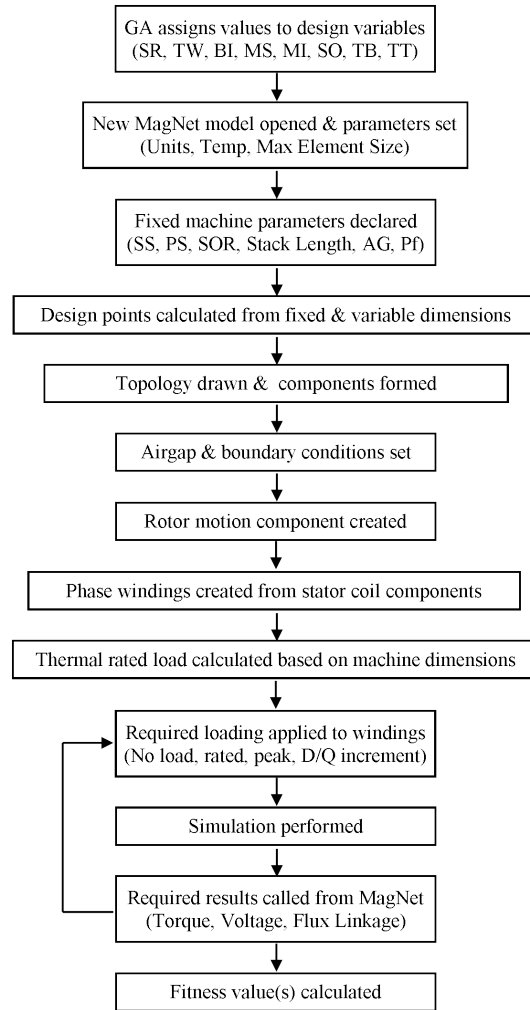 GA assigns values to design variables
(SR, TW, BI, MS, MI, SO, TB, TT)
New MagNet model opened & parameters set
(Units, Temp, Max Element Size)
Fixed machine parameters declared
(SS, PS, SOR, Stack Length, AG, Pf)
Design points calculated from fixed & variable dimensions
Topology drawn & components formed
Airgap & boundary conditions set
Rotor motion component created
Phase windings created from stator coil components
Thermal rated load calculated based on machine dimensions
Required loading applied to windings
(No load, rated, peak, D/Q increment)
Simulation performed
Required results called from MagNet
(Torque, Voltage, Flux Linkage)
Fitness value(s) calculated